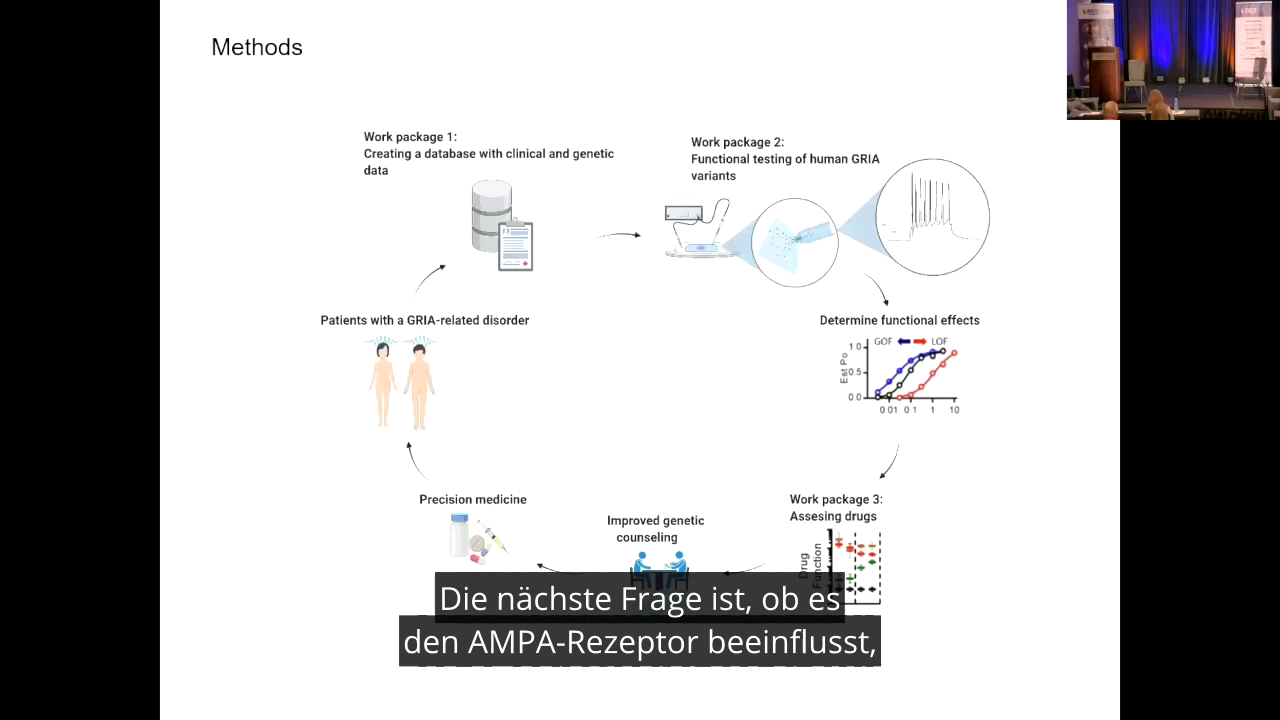 Methods
Work package 1:
Creating a database with clinical and genetic
data
Work package 2:
Functional testing of human GRIA
variants
Patients with a GRIA-related disorder
Determine functional effects
GOF LOF
Est Po
1 0
0.5
0.0
0 01 0.1 1 10
Precision medicine
Improved genetic
counseling
Work package 3:
Assesing drugs
Drug
Function
Die nächste Frage ist, ob es
den AMPA-Rezeptor beeinflusst,